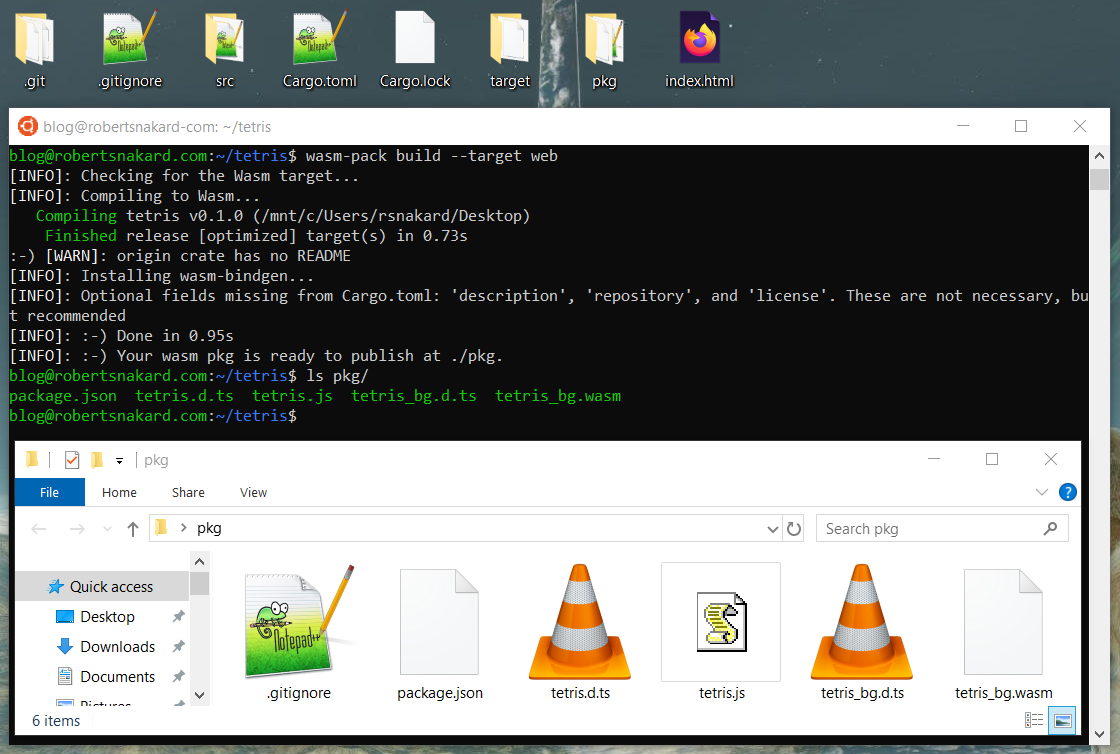 .git
.gitignore
src
Cargo.toml
Cargo.lock
target
pkg
index.html
blog@robertsnakard-com: ~/tetris
blog@robertsnakard.com:~/tetris$ wasm-pack build --target web
[INFO]: Checking for the Wasm target...
[INFO]: Compiling to Wasm...
Compiling tetris v0.1.0 (/mnt/c/Users/rsnakard/Desktop)
Finished release [optimized] target(s) in 0.73s
:-) [WARN]: origin crate has no README
[INFO]: Installing wasm-bindgen...
[INFO]: Optional fields missing from Cargo.toml: 'description', 'repository', and 'license'. These are not necessary, bu
t recommended
[INFO]: :-) Done in 0.95s
[INFO]: :-) Your wasm pkg is ready to publish at ./pkg.
blog@robertsnakard.com:~/tetris$ ls pkg/
package.json  tetris.d.ts  tetris.js  tetris_bg.d.ts  tetris_bg.wasm
blog@robertsnakard.com:~/tetris$
pkg
File
Home
Share
View
?
pkg
Search pkg
Quick access
Desktop
Downloads
Documents
Pictures
Notepad++
.gitignore
package.json
tetris.d.ts
tetris.js
tetris_bg.d.ts
tetris_bg.wasm
6 items